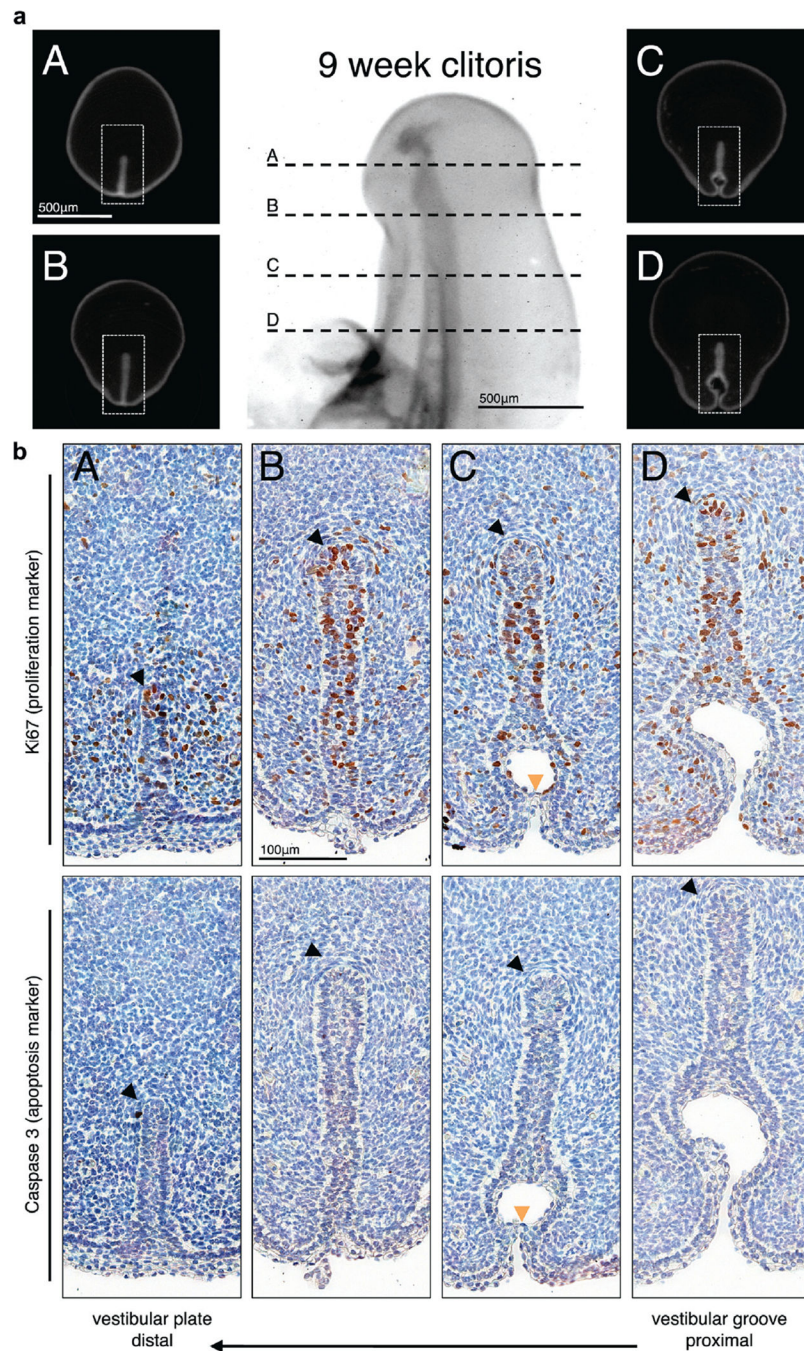 a
A
500µm
B
9 week clitoris
A
B
C
D
500µm
C
D
b
Ki67 (proliferation marker)
A
B
100µm
C
D
Caspase 3 (apoptosis marker)
vestibular plate
distal
vestibular groove
proximal